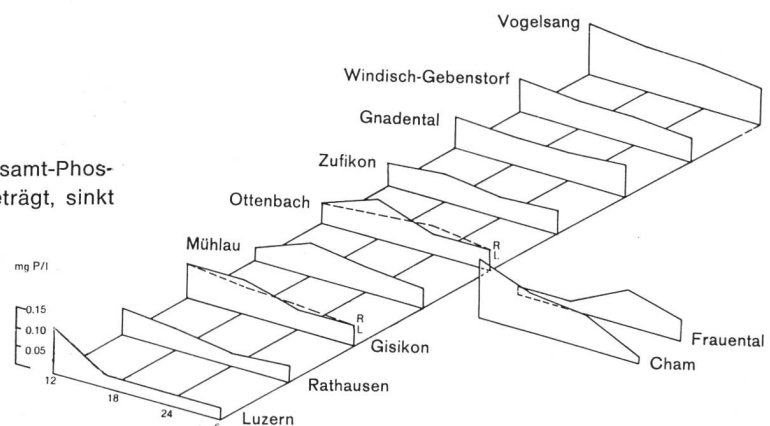 Vogelsang
Windisch-Gebenstorf
Gnadental
Zufikon
samt-Phos-
eträgt, sinkt
Ottenbach
Mühlau
R
L
mg P/l
0.15
0.10
0.05
R
L
Frauental
Gisikon
Cham
12
Rathausen
18
24
Luzern